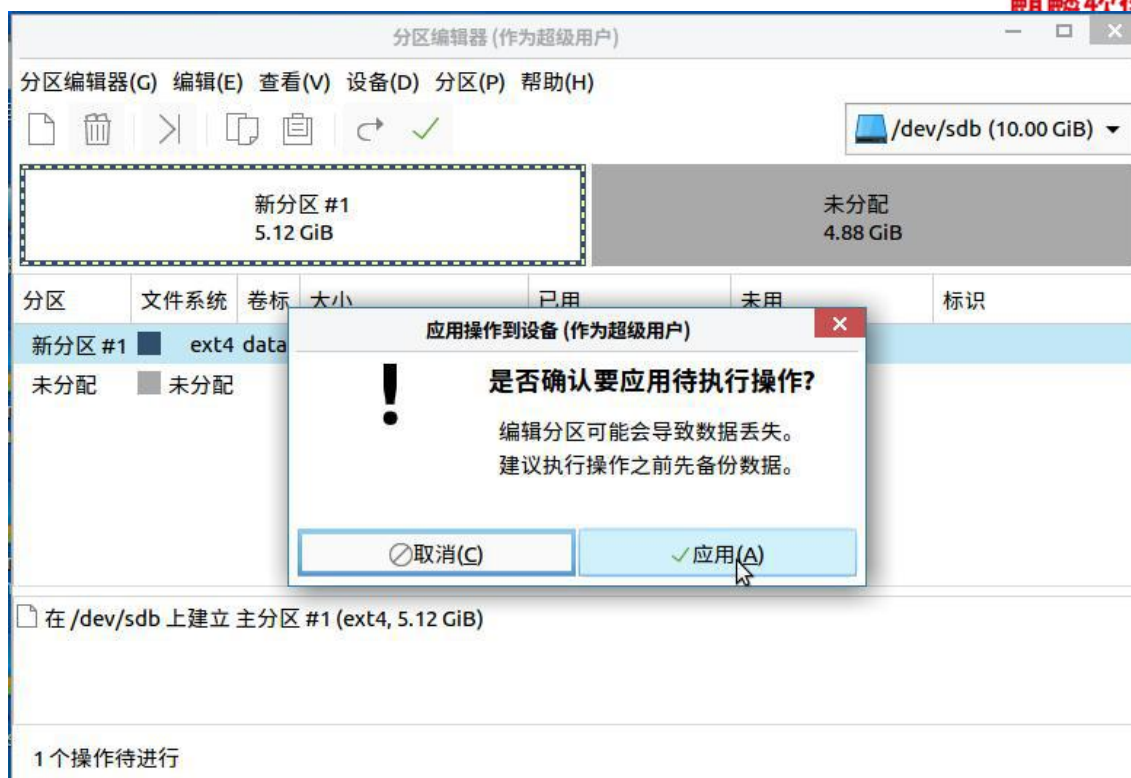 分区编辑器 (作为超级用户)
分区编辑器(G) 编辑(E) 查看(V) 设备(D) 分区(P) 帮助(H)
/dev/sdb (10.00 GiB)
新分区 #1
5.12 GiB
未分配
4.88 GiB
分区 文件系统 卷标 大小 已用 未用 标识
新分区 #1 ext4 data
未分配 未分配
应用操作到设备 (作为超级用户)
是否确认要应用待执行操作?
编辑分区可能会导致数据丢失。
建议执行操作之前先备份数据。
取消(C)
应用(A)
在 /dev/sdb 上建立 主分区 #1 (ext4, 5.12 GiB)
1 个操作待进行